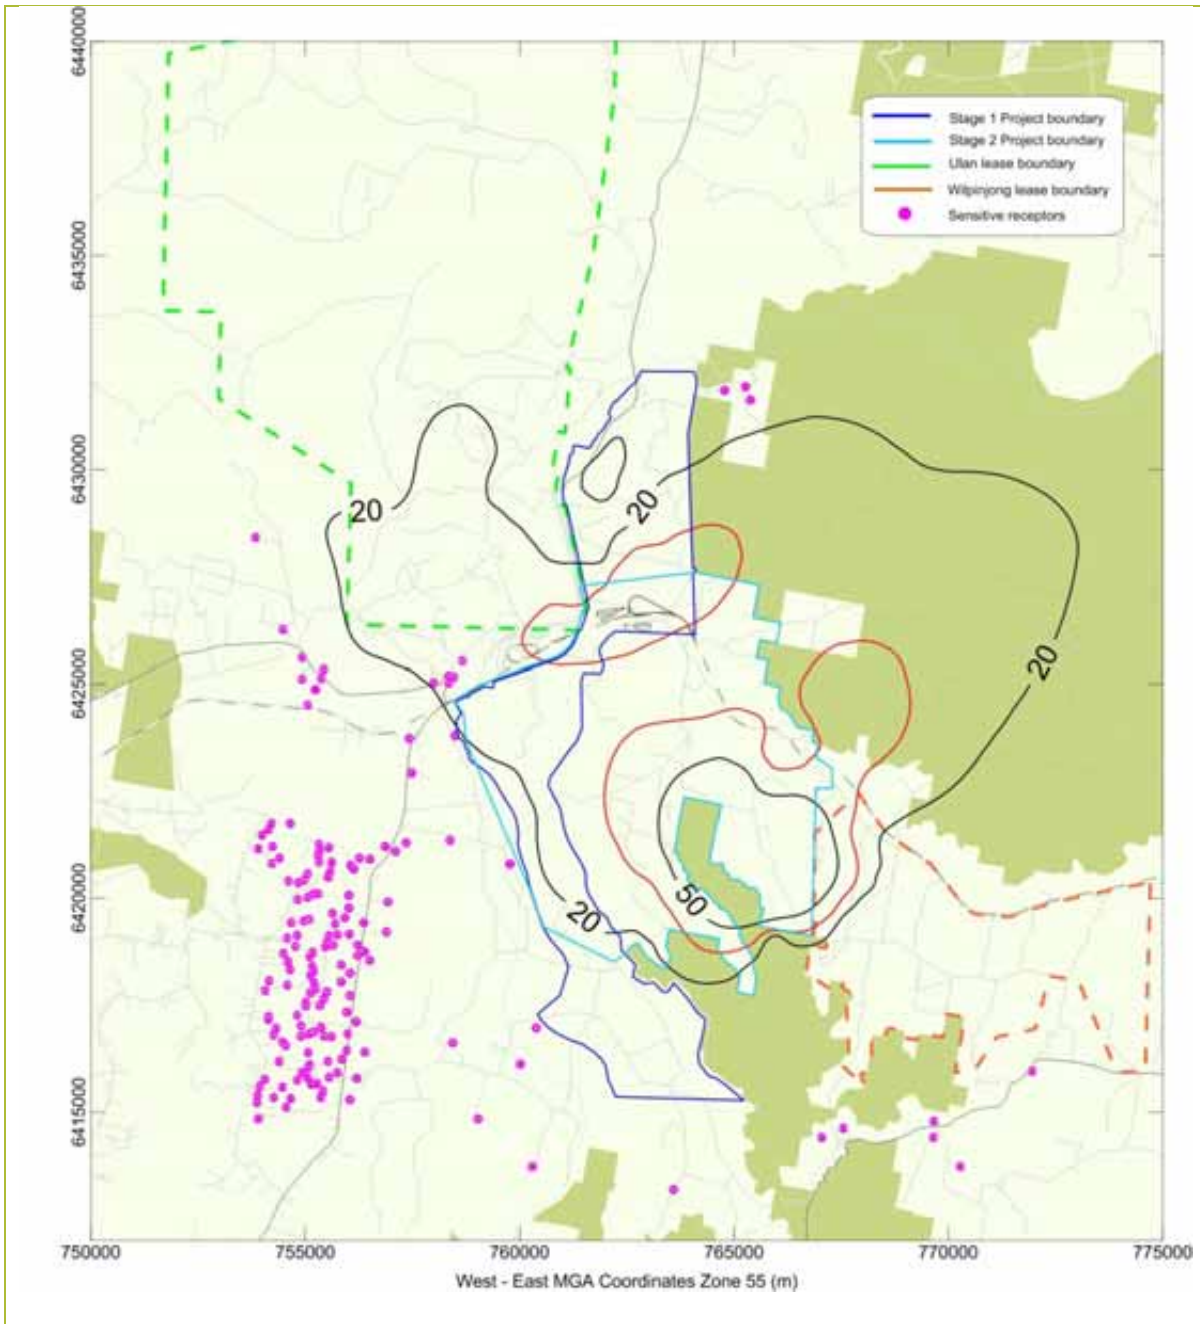 6440000
Stage 1 Project boundary
Stage 2 Project boundary
Ulan lease boundary
Wilpinjong lease boundary
Sensitive receptors
6435000
6430000
20
20
6425000
20
6420000
50
20
6415000
750000
755000
760000
765000
770000
775000
West - East MGA Coordinates Zone 55 (m)